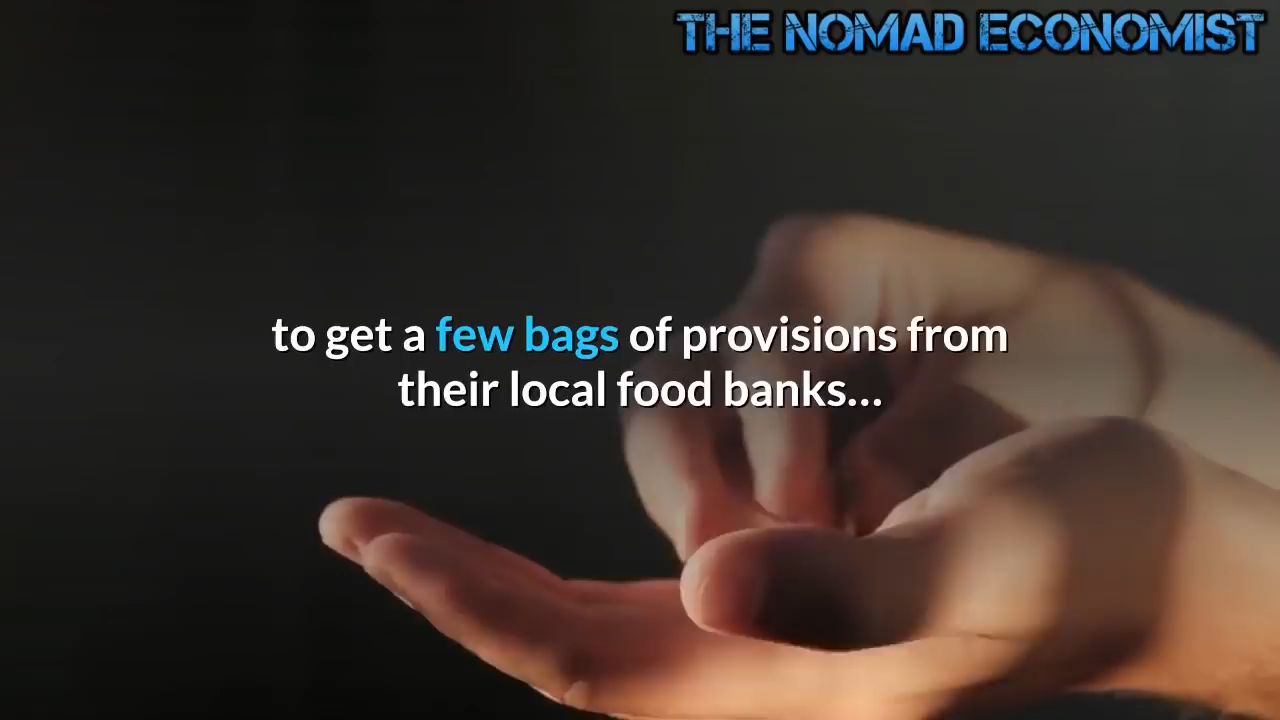 THE NOMAD ECONOMIST
to get a few bags of provisions from
their local food banks...